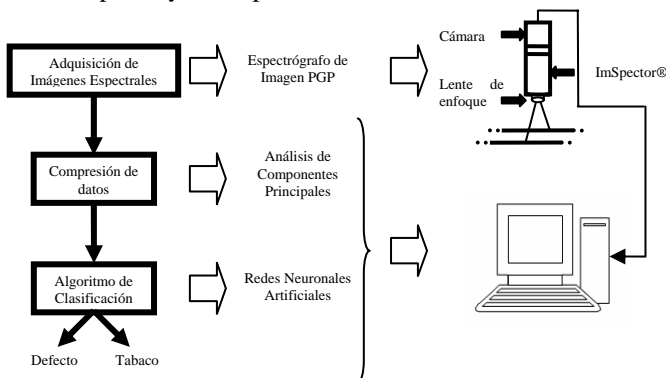 Adquisición de
Imágenes Espectrales
Espectrógrafo de
Imagen PGP
Cámara
ImSpector®
Lente de
enfoque
Compresión de
datos
Análisis de
Componentes
Principales
Algoritmo de
Clasificación
Redes Neuronales
Artificiales
Defecto
Tabaco